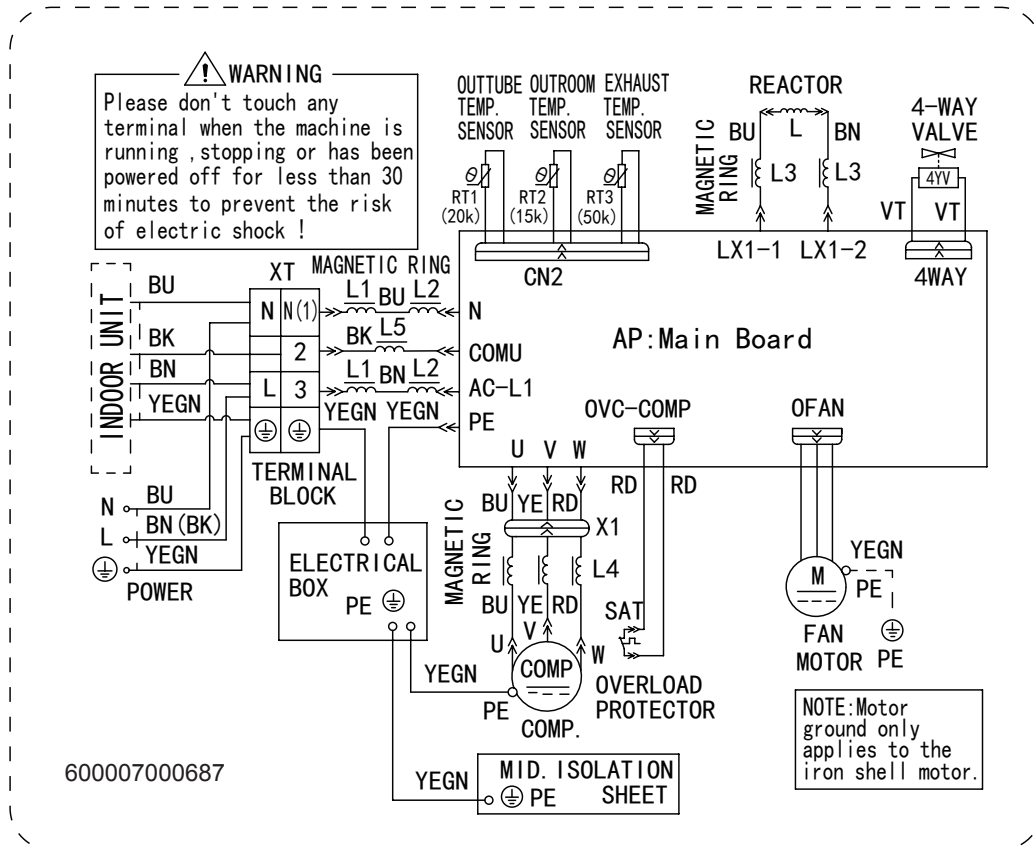 WARNING
Please don't touch any
terminal when the machine is
running ,stopping or has been
powered off for less than 30
minutes to prevent the risk
of electric shock !
OUTTUBE OUTROOM EXHAUST
TEMP. TEMP. TEMP.
SENSOR SENSOR SENSOR
RT1 RT2 RT3
(20k) (15k) (50k)
CN2
REACTOR
BU L BN
MAGNETIC
RING
L3 L3
LX1-1 LX1-2
4-WAY
VALVE
4YV
VT VT
4WAY
INDOOR UNIT
BU
BK
BN
YEGN
XT
N N(1)
2
L 3
TERMINAL
BLOCK
MAGNETIC RING
L1 BU L2
BK L5
L1 BN L2
YEGN YEGN
N
COMU
AC-L1
PE
AP:Main Board
OVC-COMP
OFAN
U V W
N BU
L BN(BK)
YEGN
POWER
ELECTRICAL
BOX
PE
BU YE RD
X1
MAGNETIC
RING
L4
BU YE RD
U V W
COMP
PE
COMP.
YEGN
RD RD
SAT
OVERLOAD
PROTECTOR
M
YEGN
PE
FAN
MOTOR PE
NOTE:Motor
ground only
applies to the
iron shell motor.
YEGN
MID. ISOLATION
PE SHEET
600007000687